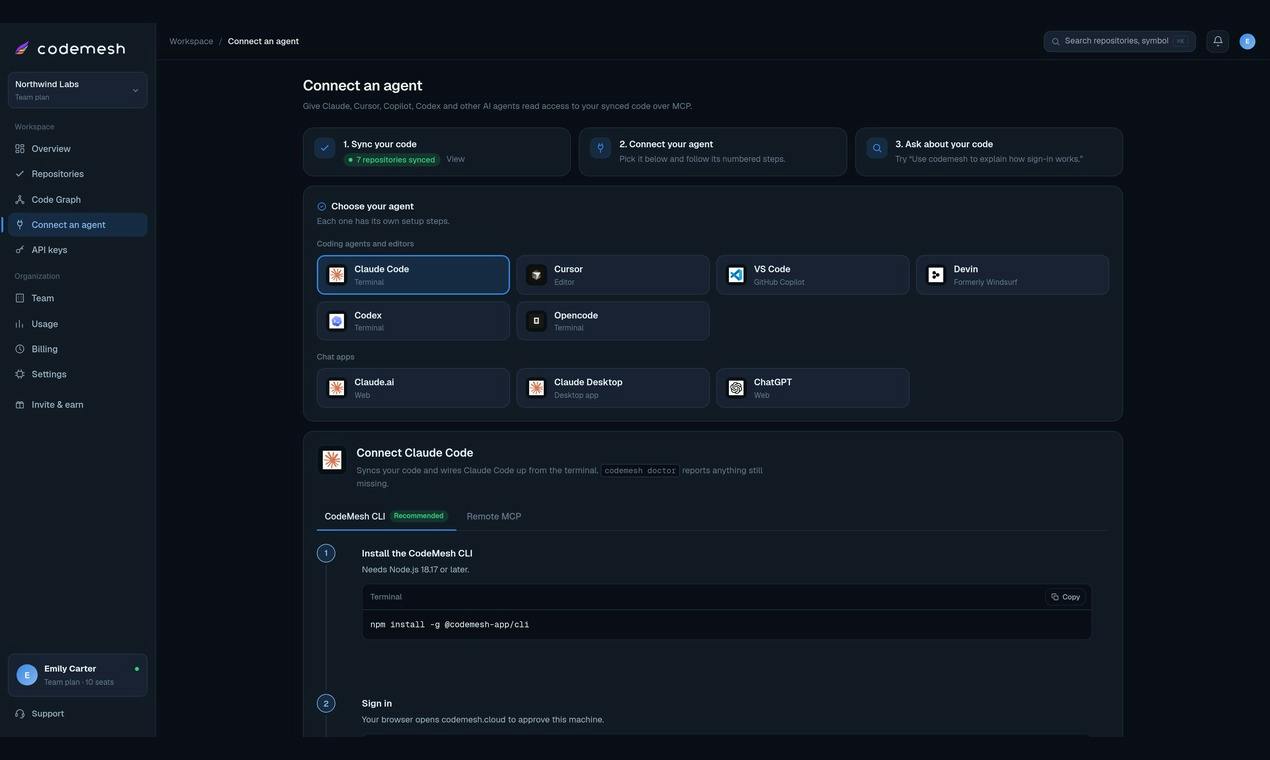 codemesh
Workspace / Connect an agent
Search repositories, symbol
⌘K
E
Northwind Labs
Team plan
Workspace
Overview
Repositories
Code Graph
Connect an agent
API keys
Organization
Team
Usage
Billing
Settings
Invite & earn
Emily Carter
E
Team plan · 10 seats
Support
Connect an agent
Give Claude, Cursor, Copilot, Codex and other AI agents read access to your synced code over MCP.
1. Sync your code
7 repositories synced View
2. Connect your agent
Pick it below and follow its numbered steps.
3. Ask about your code
Try “Use codemesh to explain how sign-in works.”
Choose your agent
Each one has its own setup steps.
Coding agents and editors
Claude Code
Terminal
Cursor
Editor
VS Code
GitHub Copilot
Devin
Formerly Windsurf
Codex
Terminal
Opencode
Terminal
Chat apps
Claude.ai
Web
Claude Desktop
Desktop app
ChatGPT
Web
Connect Claude Code
Syncs your code and wires Claude Code up from the terminal. codemesh doctor reports anything still
missing.
CodeMesh CLI Recommended Remote MCP
1
Install the CodeMesh CLI
Needs Node.js 18.17 or later.
Terminal Copy
npm install -g @codemesh-app/cli
2
Sign in
Your browser opens codemesh.cloud to approve this machine.